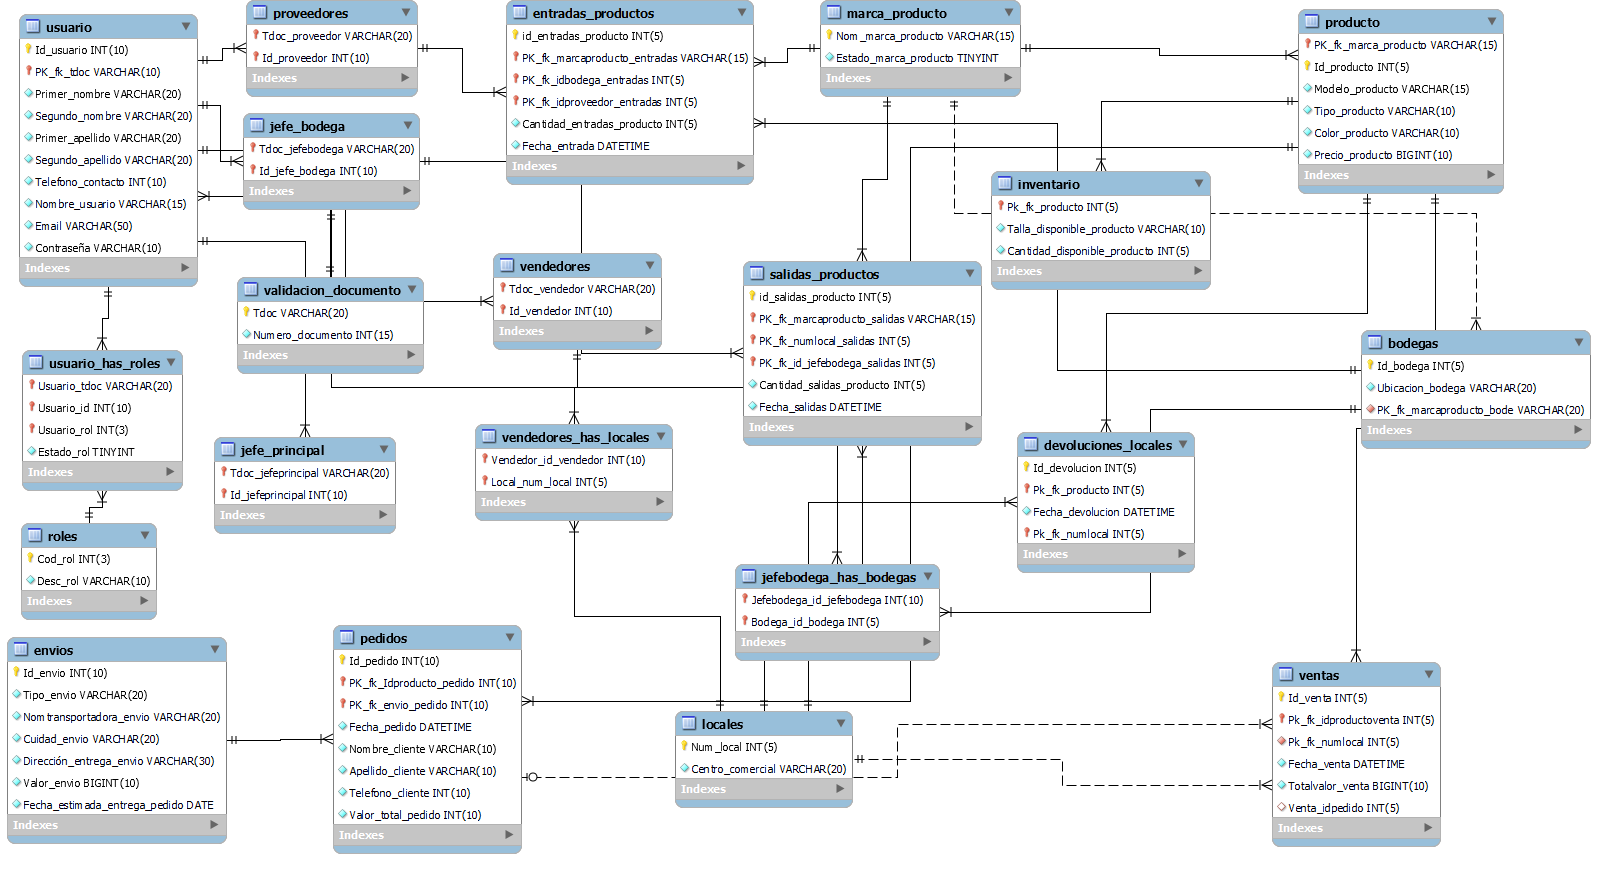 usuario
Id_usuario INT(10)
PK_fk_tdoc VARCHAR(10)
Primer_nombre VARCHAR(20)
Segundo_nombre VARCHAR(20)
Primer_apellido VARCHAR(20)
Segundo_apellido VARCHAR(20)
Telefono_contacto INT(10)
Nombre_usuario VARCHAR(15)
Email VARCHAR(50)
Contraseña VARCHAR(10)
Indexes
proveedores
Tdoc_proveedor VARCHAR(20)
Id_proveedor INT(10)
Indexes
jefe_bodega
Tdoc_jefebodega VARCHAR(20)
Id_jefe_bodega INT(10)
Indexes
entradas_productos
id_entradas_producto INT(5)
PK_fk_marcaproducto_entradas VARCHAR(15)
PK_fk_idbodega_entradas INT(5)
PK_fk_idproveedor_entradas INT(5)
Cantidad_entradas_producto INT(5)
Fecha_entrada DATETIME
Indexes
marca_producto
Nom_marca_producto VARCHAR(15)
Estado_marca_producto TINYINT
Indexes
producto
PK_fk_marca_producto VARCHAR(15)
Id_producto INT(5)
Modelo_producto VARCHAR(15)
Tipo_producto VARCHAR(10)
Color_producto VARCHAR(10)
Precio_producto BIGINT(10)
Indexes
inventario
Pk_fk_producto INT(5)
Talla_disponible_producto VARCHAR(10)
Cantidad_disponible_producto INT(5)
Indexes
validacion_documento
Tdoc VARCHAR(20)
Numero_documento INT(15)
Indexes
vendedores
Tdoc_vendedor VARCHAR(20)
Id_vendedor INT(10)
Indexes
salidas_productos
id_salidas_producto INT(5)
PK_fk_marcaproducto_salidas VARCHAR(15)
PK_fk_numlocal_salidas INT(5)
PK_fk_id_jefebodega_salidas INT(5)
Cantidad_salidas_producto INT(5)
Fecha_salidas DATETIME
Indexes
bodegas
Id_bodega INT(5)
Ubicacion_bodega VARCHAR(20)
PK_fk_marcaproducto_bode VARCHAR(20)
Indexes
usuario_has_roles
Usuario_tdoc VARCHAR(20)
Usuario_id INT(10)
Usuario_rol INT(3)
Estado_rol TINYINT
Indexes
jefe_principal
Tdoc_jefeprincipal VARCHAR(20)
Id_jefeprincipal INT(10)
Indexes
vendedores_has_locales
Vendedor_id_vendedor INT(10)
Local_num_local INT(5)
Indexes
devoluciones_locales
Id_devolucion INT(5)
Pk_fk_producto INT(5)
Fecha_devolucion DATETIME
Pk_fk_numlocal INT(5)
Indexes
roles
Cod_rol INT(3)
Desc_rol VARCHAR(10)
Indexes
jefebodega_has_bodegas
Jefebodega_id_jefebodega INT(10)
Bodega_id_bodega INT(5)
Indexes
envios
Id_envio INT(10)
Tipo_envio VARCHAR(20)
Nomtransportadora_envio VARCHAR(20)
Cuidad_envio VARCHAR(20)
Dirección_entrega_envio VARCHAR(30)
Valor_envio BIGINT(10)
Fecha_estimada_entrega_pedido DATE
Indexes
pedidos
Id_pedido INT(10)
PK_fk_Idproducto_pedido INT(10)
PK_fk_envio_pedido INT(10)
Fecha_pedido DATETIME
Nombre_cliente VARCHAR(10)
Apellido_cliente VARCHAR(10)
Telefono_cliente INT(10)
Valor_total_pedido INT(10)
Indexes
locales
Num_local INT(5)
Centro_comercial VARCHAR(20)
Indexes
ventas
Id_venta INT(5)
Pk_fk_idproductoventa INT(5)
Pk_fk_numlocal INT(5)
Fecha_venta DATETIME
Totalvalor_venta BIGINT(10)
Venta_idpedido INT(5)
Indexes